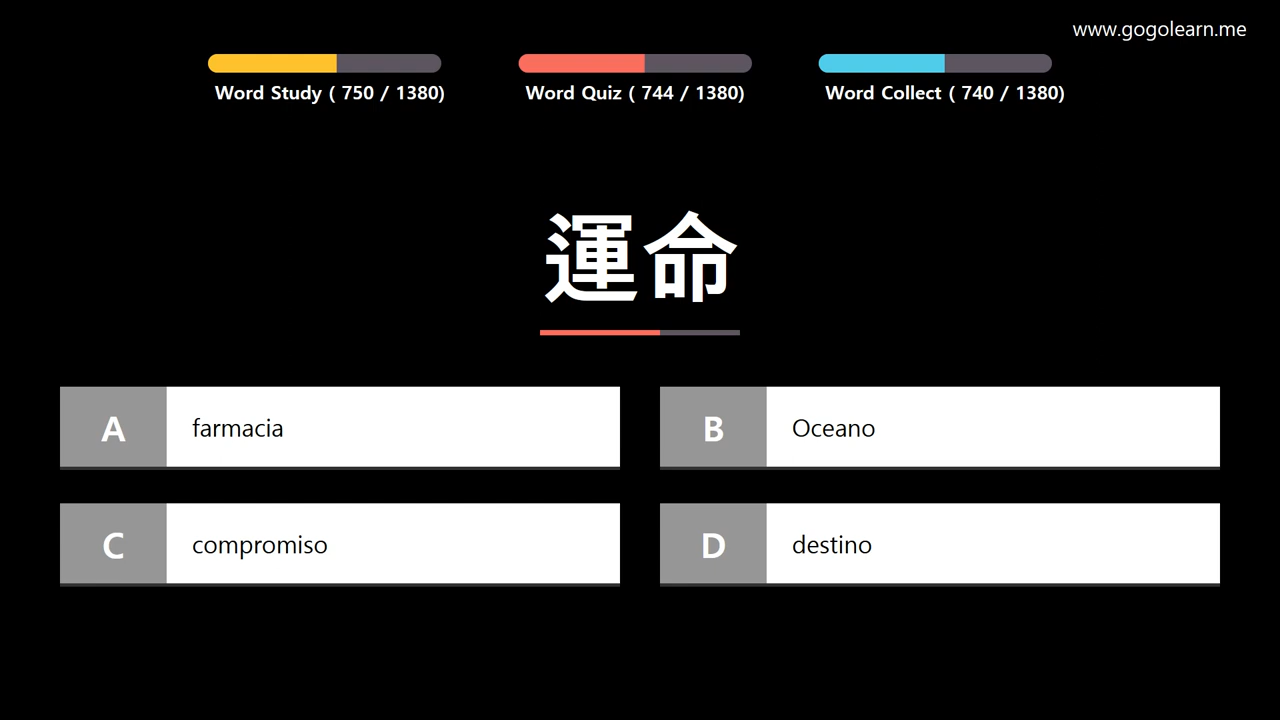 www.gogolearn.me
Word Study ( 750 / 1380)
Word Quiz ( 744 / 1380)
Word Collect ( 740 / 1380)
運命
A farmacia
B Oceano
C compromiso
D destino